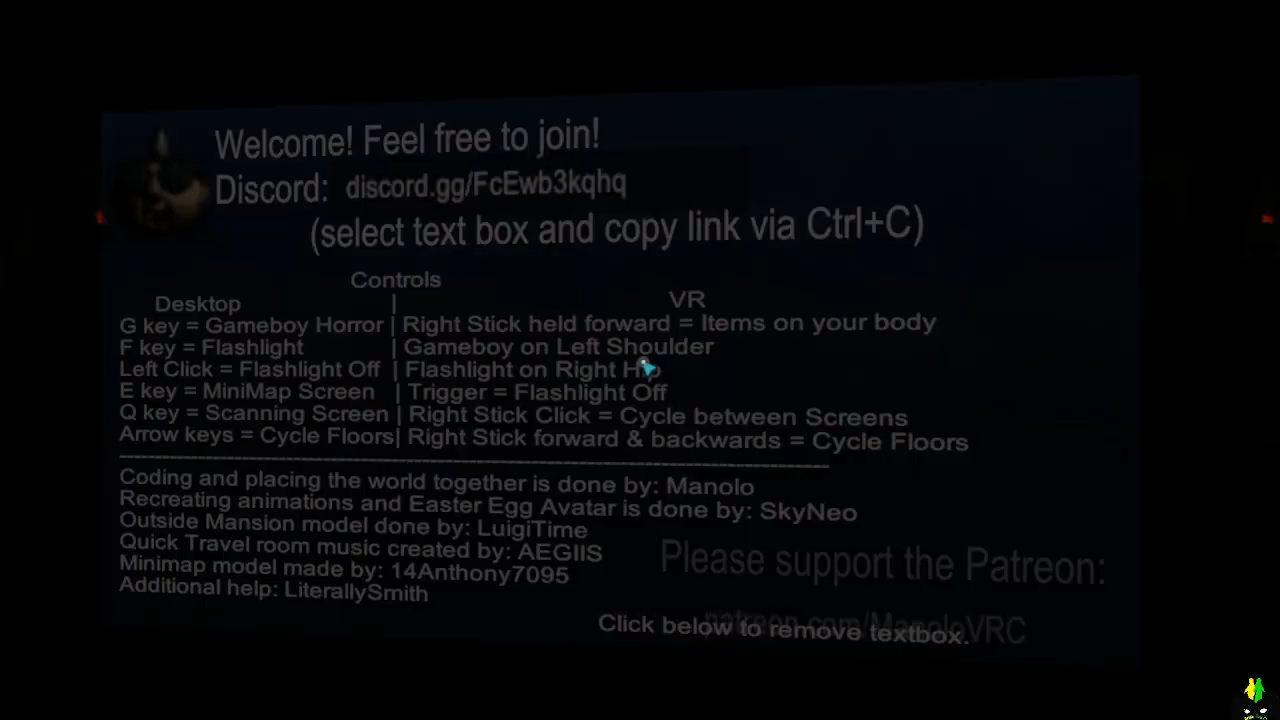 Welcome! Feel free to join!
Discord: discord.gg/FcEwb3kqhq
(select text box and copy link via Ctrl+C)
Controls
Desktop | VR
G key = Gameboy Horror | Right Stick held forward = Items on your body
F key = Flashlight | Gameboy on Left Shoulder
Left Click = Flashlight Off | Flashlight on Right Hip
E key = MiniMap Screen | Trigger = Flashlight Off
Q key = Scanning Screen | Right Stick Click = Cycle between Screens
Arrow keys = Cycle Floors| Right Stick forward & backwards = Cycle Floors
Coding and placing the world together is done by: Manolo
Recreating animations and Easter Egg Avatar is done by: SkyNeo
Outside Mansion model done by: LuigiTime
Quick Travel room music created by: AEGIIS
Minimap model made by: 14Anthony7095
Additional help: LiterallySmith
Please support the Patreon:
patreon.com/ManoloVRC
Click below to remove textbox.